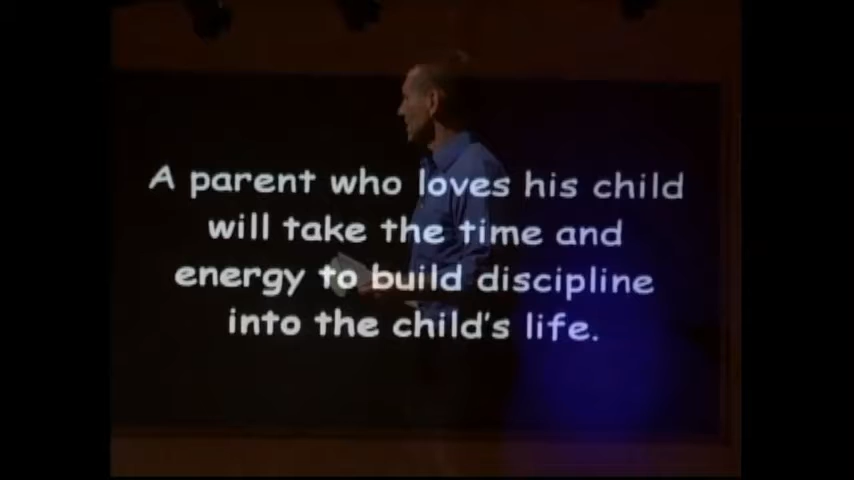 A parent who loves his child
will take the time and
energy to build discipline
into the child's life.